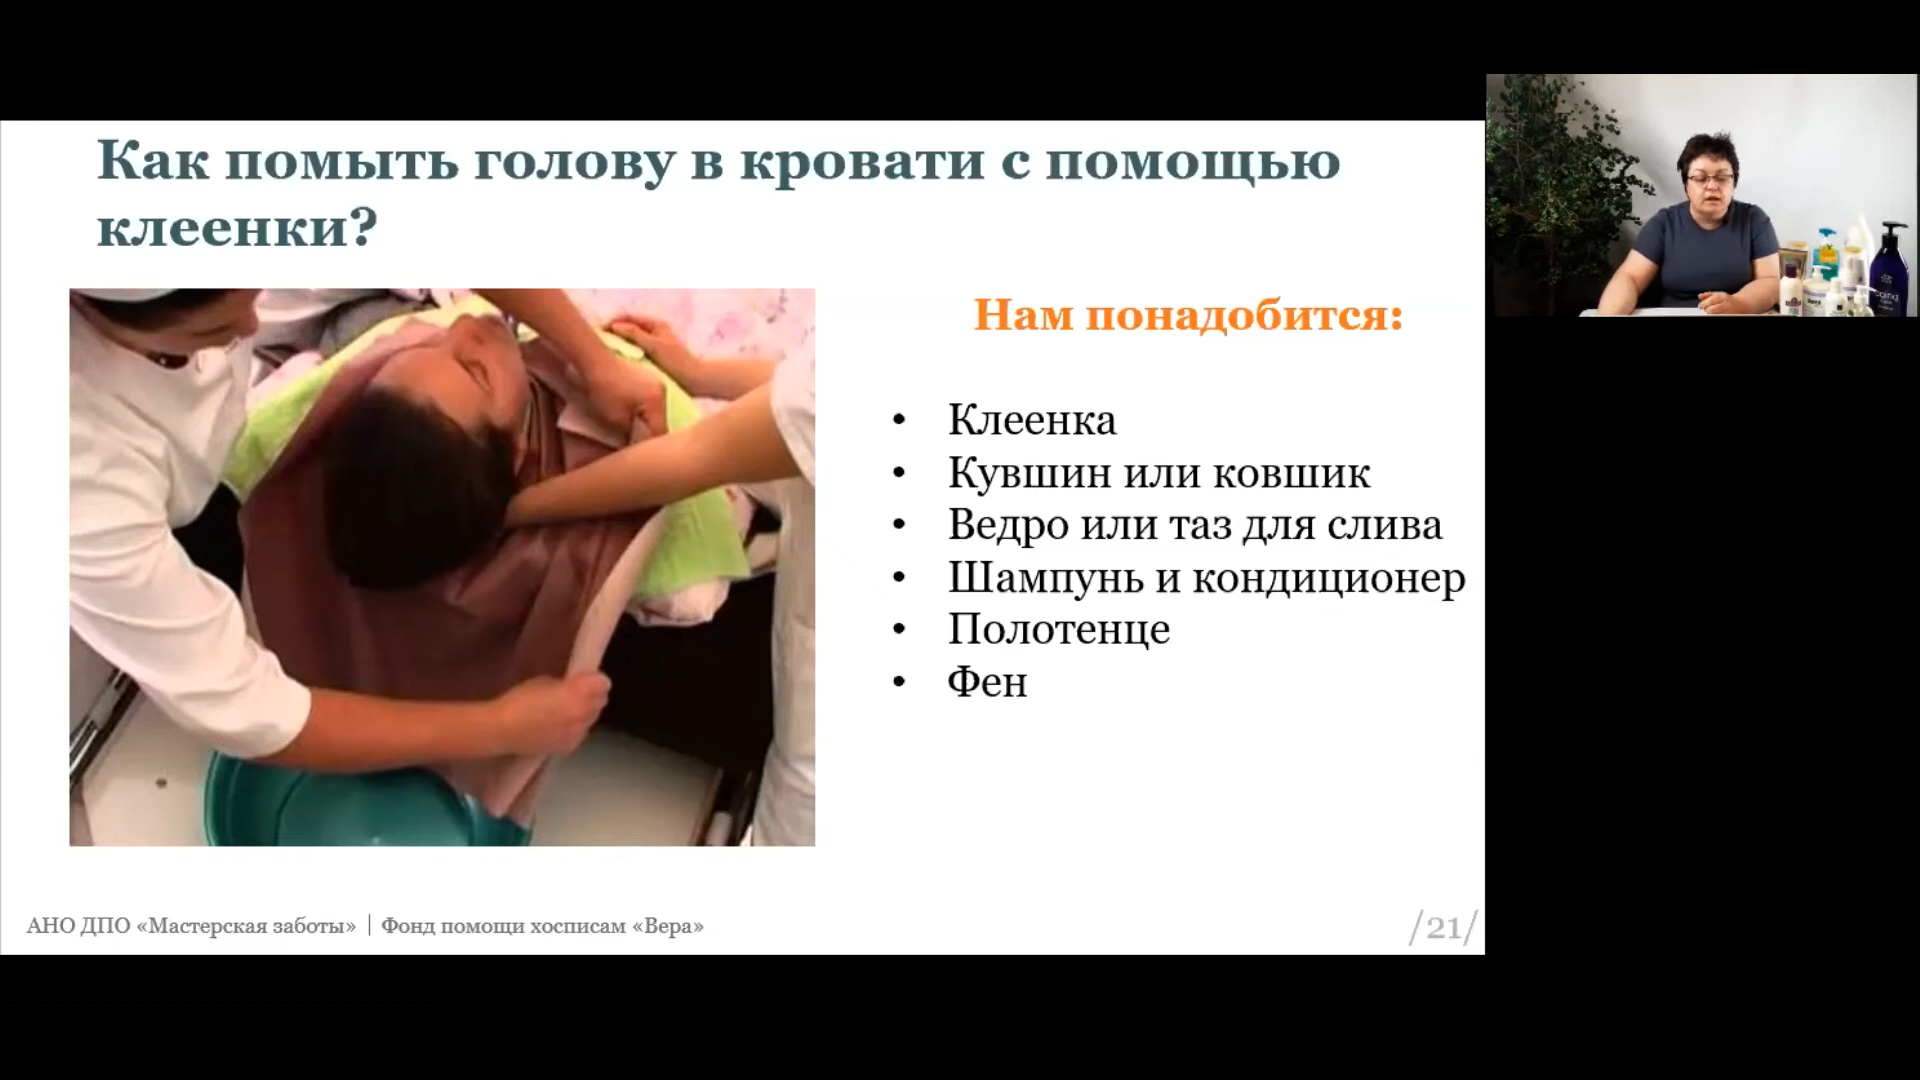 Как помыть голову в кровати с помощью
клеенки?
Нам понадобится:
• Клеенка
• Кувшин или ковшик
• Ведро или таз для слива
• Шампунь и кондиционер
• Полотенце
• Фен
АНО ДПО «Мастерская заботы» | Фонд помощи хосписам «Вера»
/21/